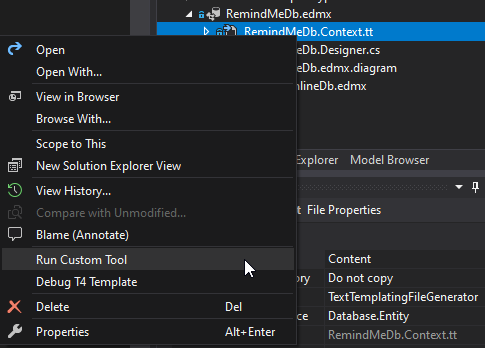 RemindMeDb.edmx
RemindMeDb.Context.tt
eDb.Designer.cs
eDb.edmx.diagram
nlineDb.edmx
Open
Open With...
View in Browser
Browse With...
Scope to This
New Solution Explorer View
View History...
Compare with Unmodified...
Blame (Annotate)
Run Custom Tool
Debug T4 Template
Delete Del
Properties Alt+Enter
Explorer Model Browser
tt File Properties
Content
ory Do not copy
TextTemplatingFileGenerator
ce Database.Entity
RemindMeDb.Context.tt